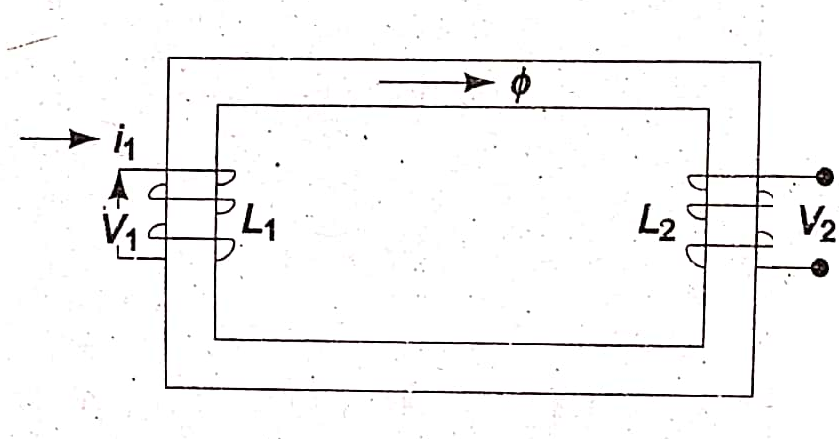 ϕ
i₁
V₁
L₁
L₂
V₂